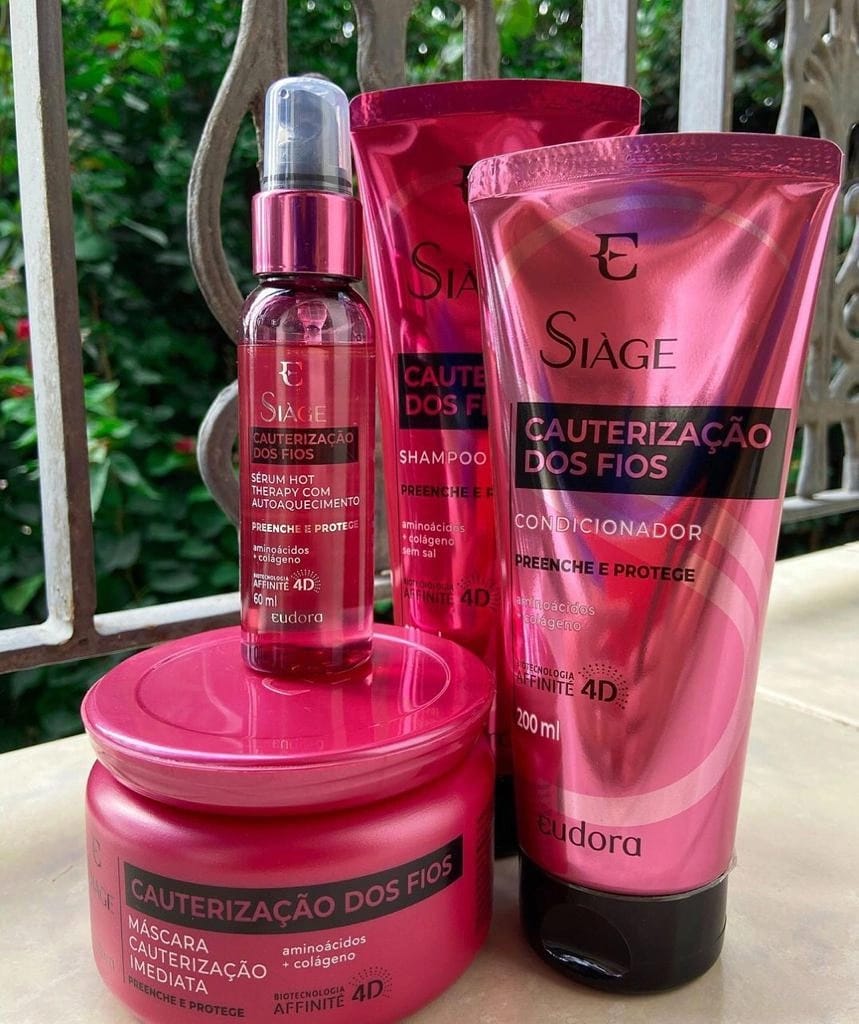 E
SIÀGE
CAUTERIZAÇÃO
DOS FIOS
SÉRUM HOT
THERAPY COM
AUTOAQUECIMENTO
PREENCHE E PROTEGE
aminoácidos
+ colágeno
BIOTECNOLOGIA
AFFINITÉ 4D
60 ml
eudora
E
SIÀ
CAUTE
DOS FI
SHAMPOO
PREENCHE E P
aminoácidos
+ colágeno
sem sal
BIOTECNOLOGIA
AFFINITÉ 4D
E
SIÀGE
CAUTERIZAÇÃO
DOS FIOS
CONDICIONADOR
PREENCHE E PROTEGE
aminoácidos
+ colágeno
BIOTECNOLOGIA
AFFINITÉ 4D
200 ml
eudora
E
SIÀGE
CAUTERIZAÇÃO DOS FIOS
MÁSCARA
CAUTERIZAÇÃO
IMEDIATA
PREENCHE E PROTEGE
aminoácidos
+ colágeno
BIOTECNOLOGIA
AFFINITÉ 4D